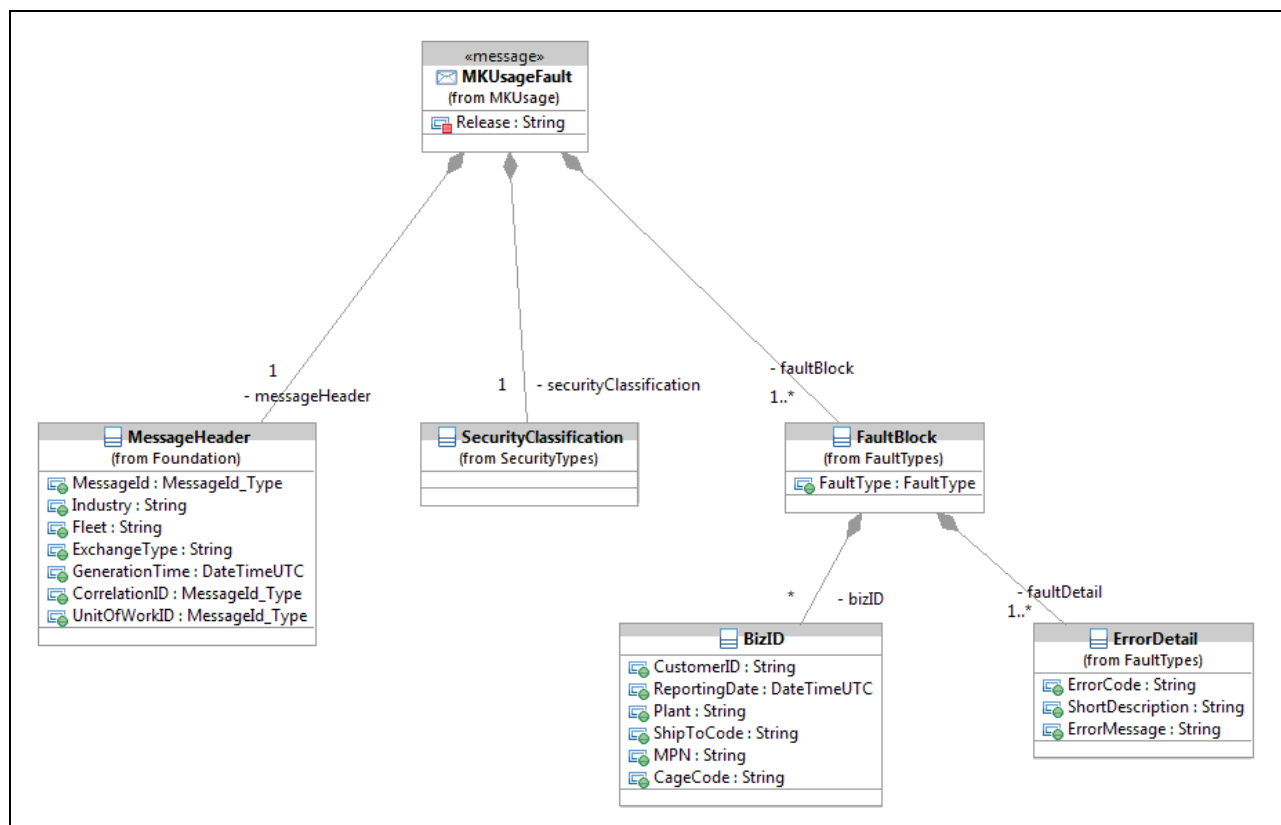 «message»
MKUsageFault
(from MKUsage)
Release : String
1
- messageHeader
1
- securityClassification
- faultBlock
1..*
MessageHeader
(from Foundation)
MessageId : MessageId_Type
Industry : String
Fleet : String
ExchangeType : String
GenerationTime : DateTimeUTC
CorrelationID : MessageId_Type
UnitOfWorkID : MessageId_Type
SecurityClassification
(from SecurityTypes)
FaultBlock
(from FaultTypes)
FaultType : FaultType
*
- bizID
- faultDetail
1..*
BizID
CustomerID : String
ReportingDate : DateTimeUTC
Plant : String
ShipToCode : String
MPN : String
CageCode : String
ErrorDetail
(from FaultTypes)
ErrorCode : String
ShortDescription : String
ErrorMessage : String